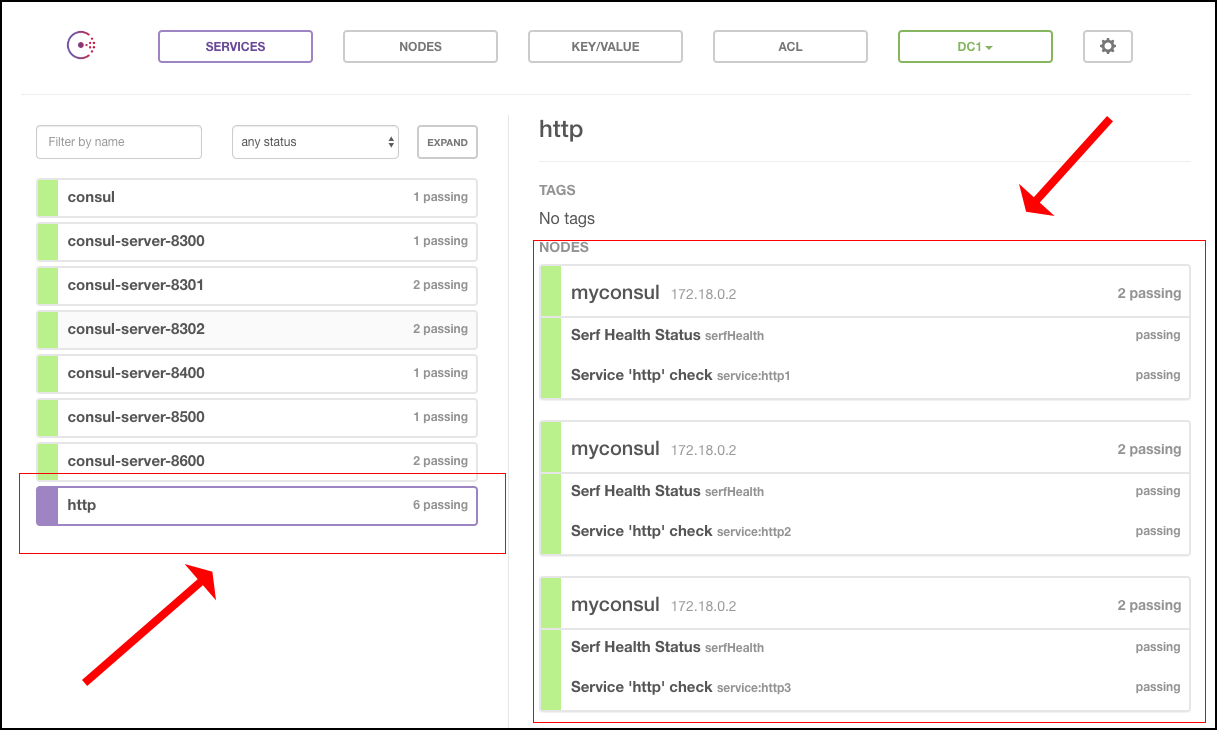 SERVICES NODES KEY/VALUE ACL DC1
Filter by name any status EXPAND
consul 1 passing
consul-server-8300 1 passing
consul-server-8301 2 passing
consul-server-8302 2 passing
consul-server-8400 1 passing
consul-server-8500 1 passing
consul-server-8600 2 passing
http 6 passing
http
TAGS
No tags
NODES
myconsul 172.18.0.2 2 passing
Serf Health Status serfHealth passing
Service 'http' check service:http1 passing
myconsul 172.18.0.2 2 passing
Serf Health Status serfHealth passing
Service 'http' check service:http2 passing
myconsul 172.18.0.2 2 passing
Serf Health Status serfHealth passing
Service 'http' check service:http3 passing